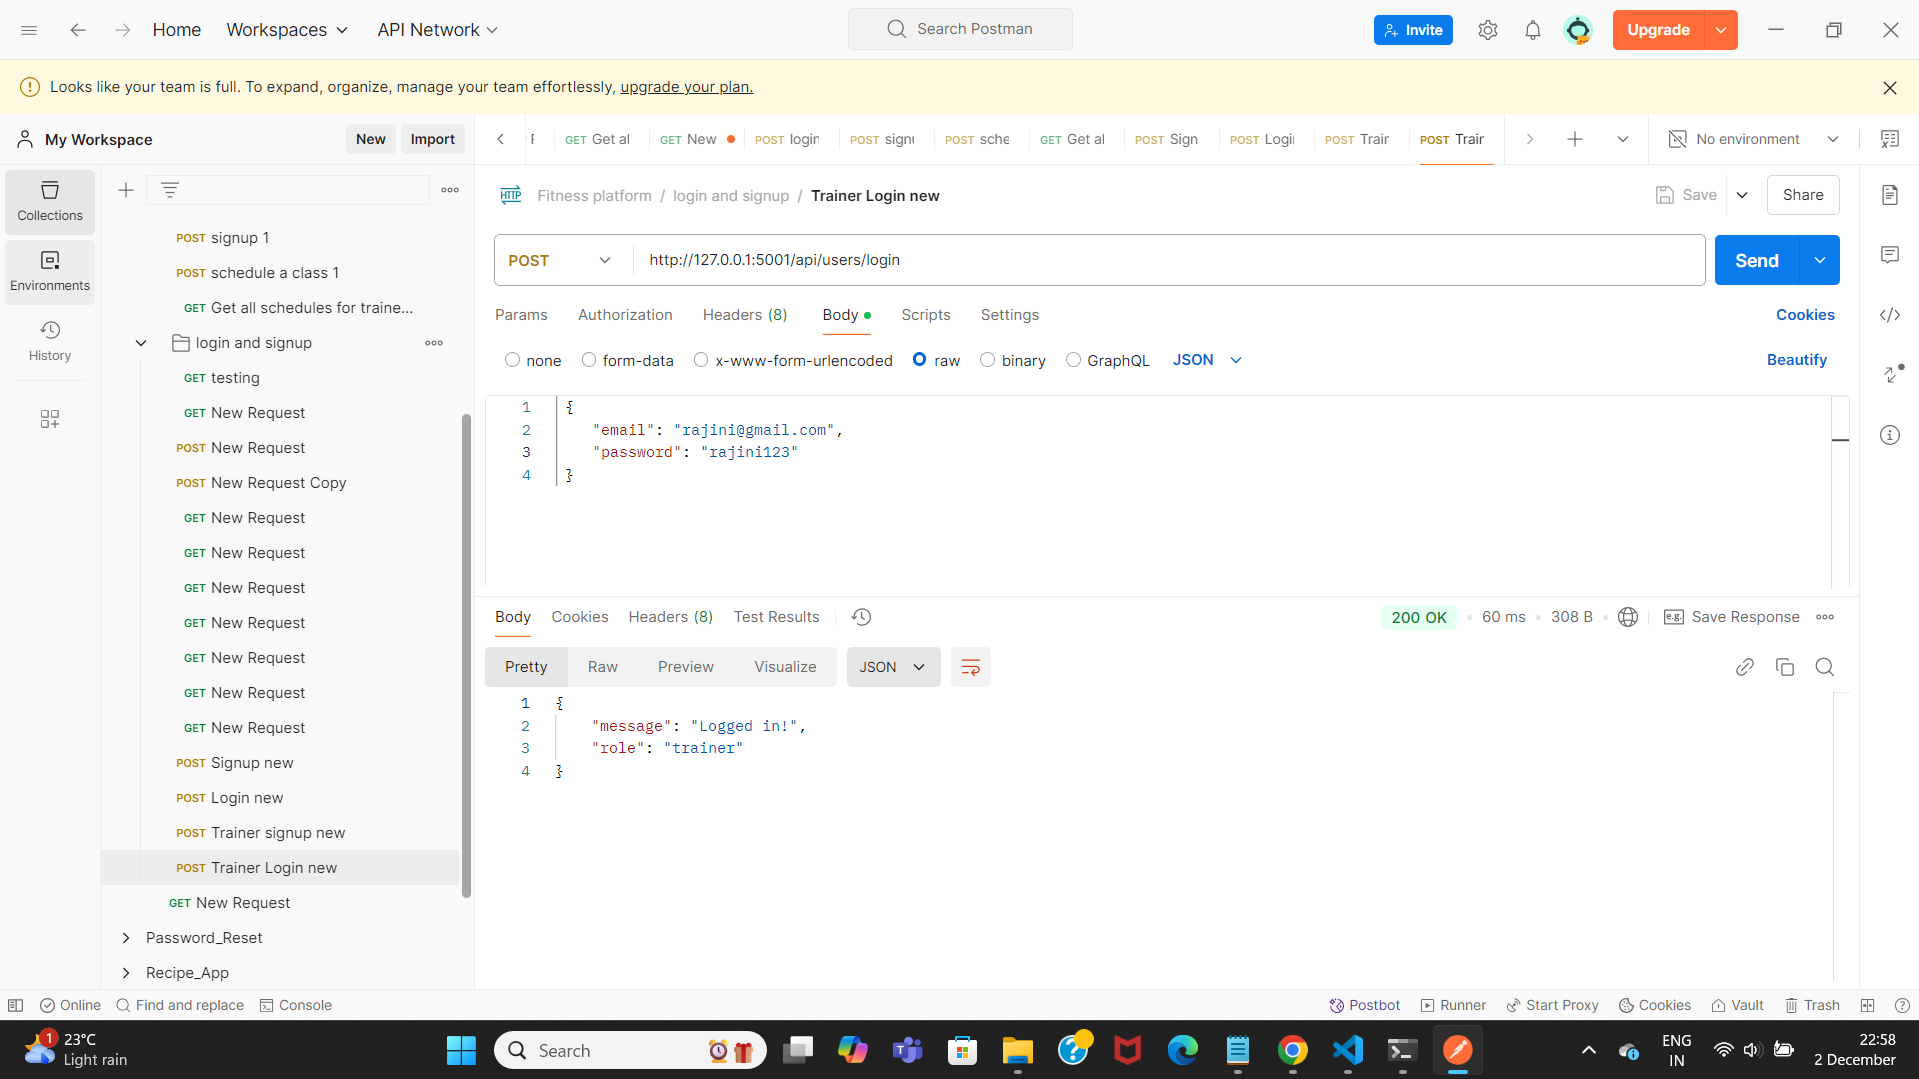 Home Workspaces API Network Search Postman Invite Upgrade
Looks like your team is full. To expand, organize, manage your team effortlessly, upgrade your plan.
My Workspace New Import
GET Get al GET New POST login POST signu POST sche GET Get al POST Sign POST Logi POST Trair POST Trair No environment
Collections
Environments
History
POST signup 1
POST schedule a class 1
GET Get all schedules for traine...
login and signup
GET testing
GET New Request
POST New Request
POST New Request Copy
GET New Request
GET New Request
GET New Request
GET New Request
GET New Request
GET New Request
GET New Request
POST Signup new
POST Login new
POST Trainer signup new
POST Trainer Login new
GET New Request
Password_Reset
Recipe_App
HTTP Fitness platform / login and signup / Trainer Login new Save Share
POST http://127.0.0.1:5001/api/users/login Send
Params Authorization Headers (8) Body Scripts Settings Cookies
none form-data x-www-form-urlencoded raw binary GraphQL JSON Beautify
1 {
2 "email": "rajini@gmail.com",
3 "password": "rajini123"
4 }
Body Cookies Headers (8) Test Results 200 OK 60 ms 308 B e.g. Save Response
Pretty Raw Preview Visualize JSON
1 {
2 "message": "Logged in!",
3 "role": "trainer"
4 }
Online Find and replace Console Postbot Runner Start Proxy Cookies Vault Trash
1 23°C
Light rain
Search
ENG
IN
22:58
2 December